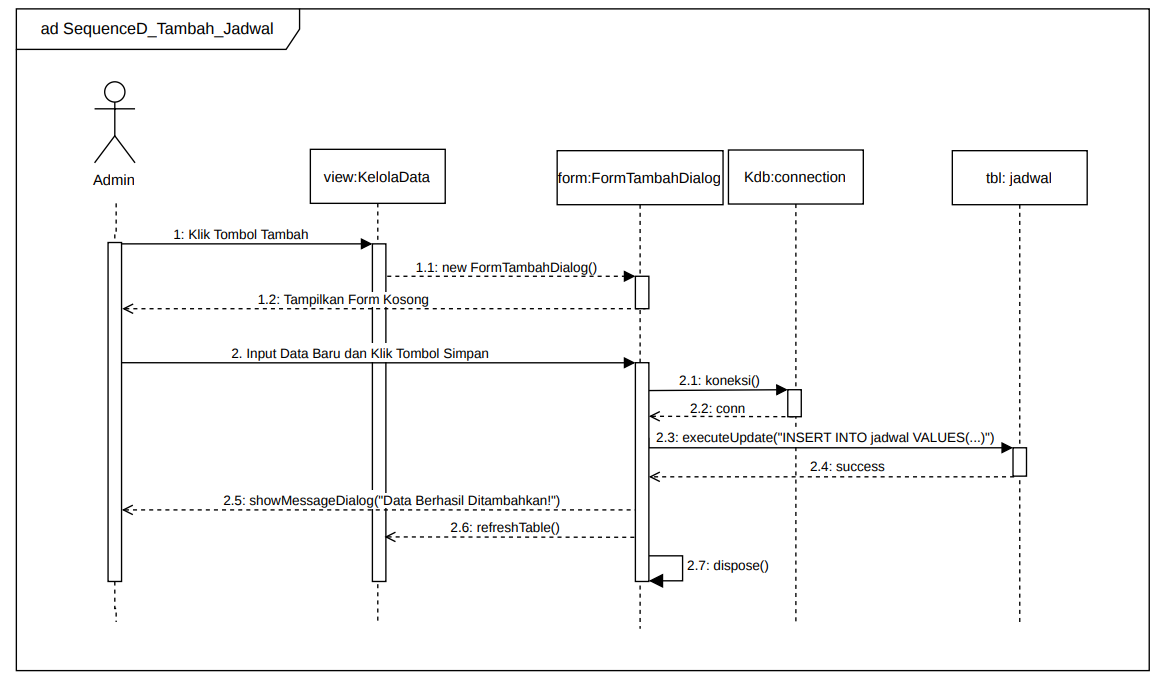 ad SequenceD_Tambah_Jadwal
Admin
view:KelolaData
form:FormTambahDialog
Kdb:connection
tbl: jadwal
1: Klik Tombol Tambah
1.1: new FormTambahDialog()
1.2: Tampilkan Form Kosong
2. Input Data Baru dan Klik Tombol Simpan
2.1: koneksi()
2.2: conn
2.3: executeUpdate("INSERT INTO jadwal VALUES(...)")
2.4: success
2.5: showMessageDialog("Data Berhasil Ditambahkan!")
2.6: refreshTable()
2.7: dispose()